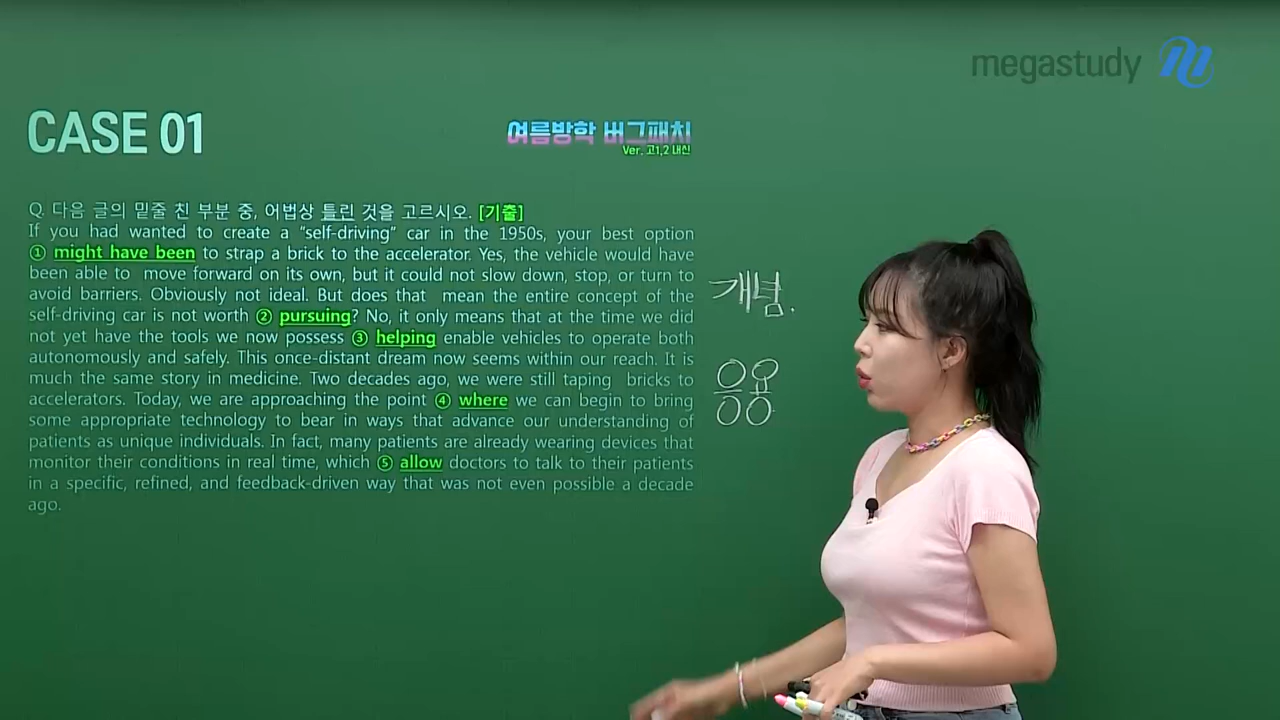 megastudy
CASE 01
여름방학 버그패치
Ver. 고1,2 내신
Q. 다음 글의 밑줄 친 부분 중, 어법상 틀린 것을 고르시오. [기출]
If you had wanted to create a “self-driving” car in the 1950s, your best option
① might have been to strap a brick to the accelerator. Yes, the vehicle would have
been able to move forward on its own, but it could not slow down, stop, or turn to
avoid barriers. Obviously not ideal. But does that mean the entire concept of the
self-driving car is not worth ② pursuing? No, it only means that at the time we did
not yet have the tools we now possess ③ helping enable vehicles to operate both
autonomously and safely. This once-distant dream now seems within our reach. It is
much the same story in medicine. Two decades ago, we were still taping bricks to
accelerators. Today, we are approaching the point ④ where we can begin to bring
some appropriate technology to bear in ways that advance our understanding of
patients as unique individuals. In fact, many patients are already wearing devices that
monitor their conditions in real time, which ⑤ allow doctors to talk to their patients
in a specific, refined, and feedback-driven way that was not even possible a decade
ago.
개념.
응용